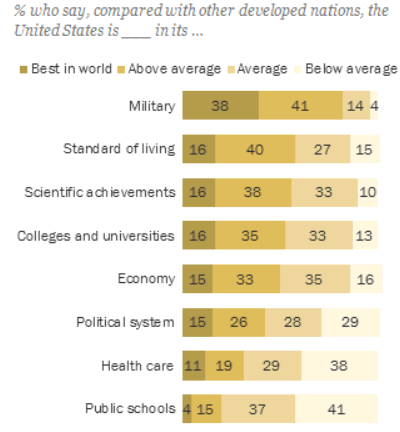 % who say, compared with other developed nations, the
United States is ___ in its ...
Best in world Above average Average Below average
Military 38 41 14 4
Standard of living 16 40 27 15
Scientific achievements 16 38 33 10
Colleges and universities 16 35 33 13
Economy 15 33 35 16
Political system 15 26 28 29
Health care 11 19 29 38
Public schools 4 15 37 41